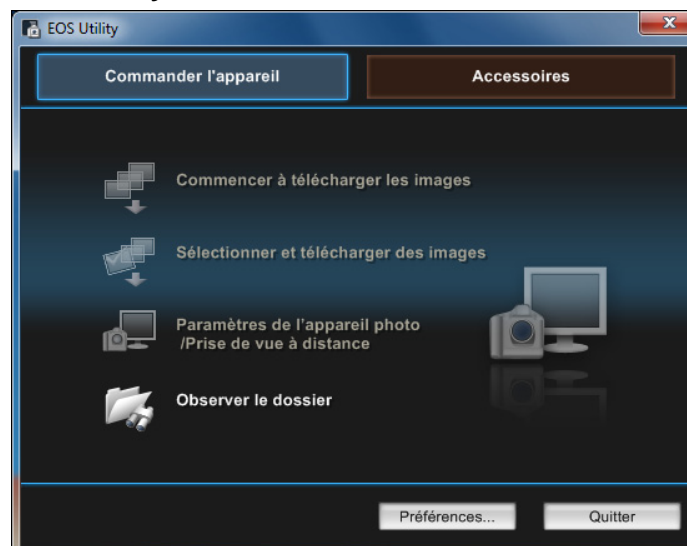 EOS Utility
Commander l'appareil
Accessoires
Commencer à télécharger les images
Sélectionner et télécharger des images
Paramètres de l'appareil photo
/Prise de vue à distance
Observer le dossier
Préférences...
Quitter